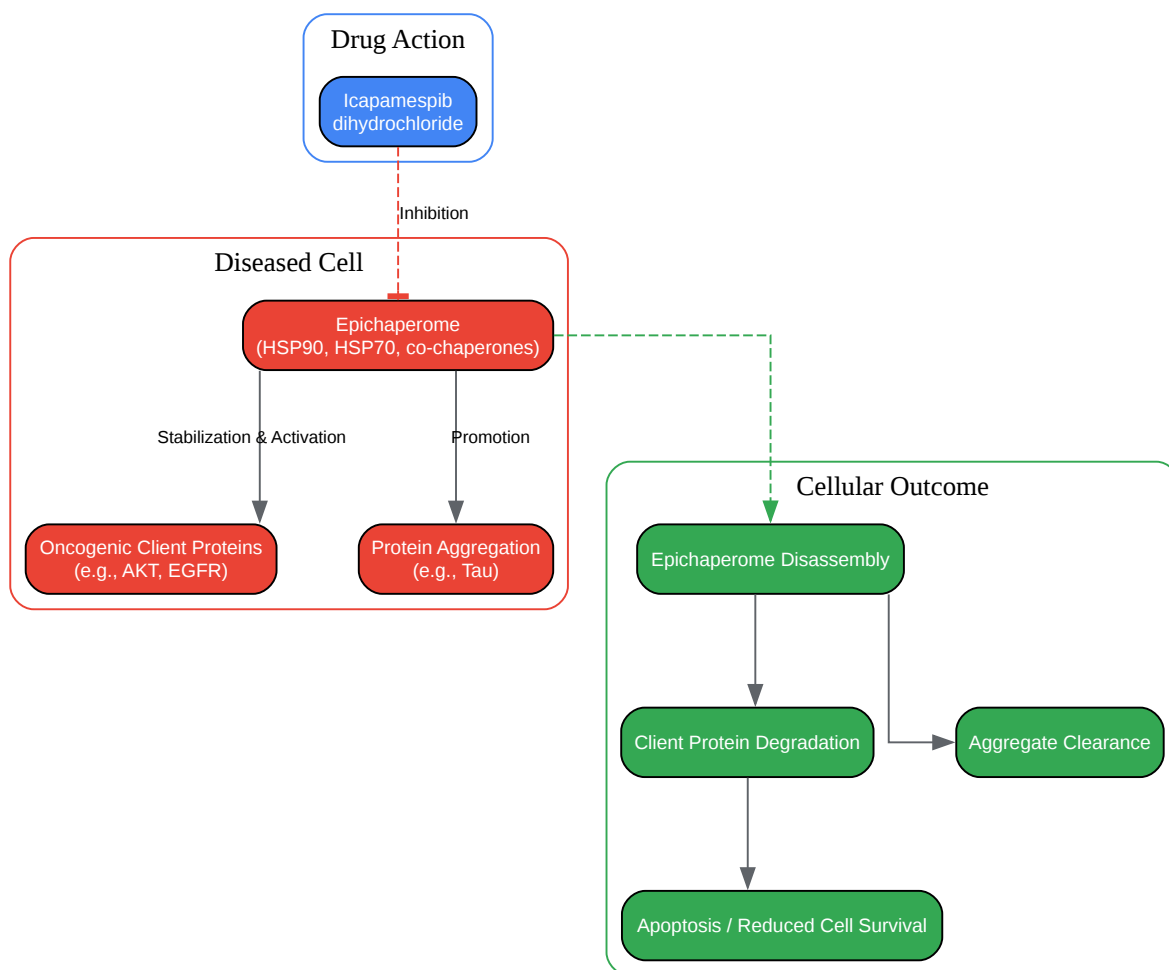 Drug Action
Icapamespib
dihydrochloride
Inhibition
Diseased Cell
Epichaperome
(HSP90, HSP70, co-chaperones)
Stabilization & Activation
Promotion
Oncogenic Client Proteins
(e.g., AKT, EGFR)
Protein Aggregation
(e.g., Tau)
Cellular Outcome
Epichaperome Disassembly
Client Protein Degradation
Aggregate Clearance
Apoptosis / Reduced Cell Survival